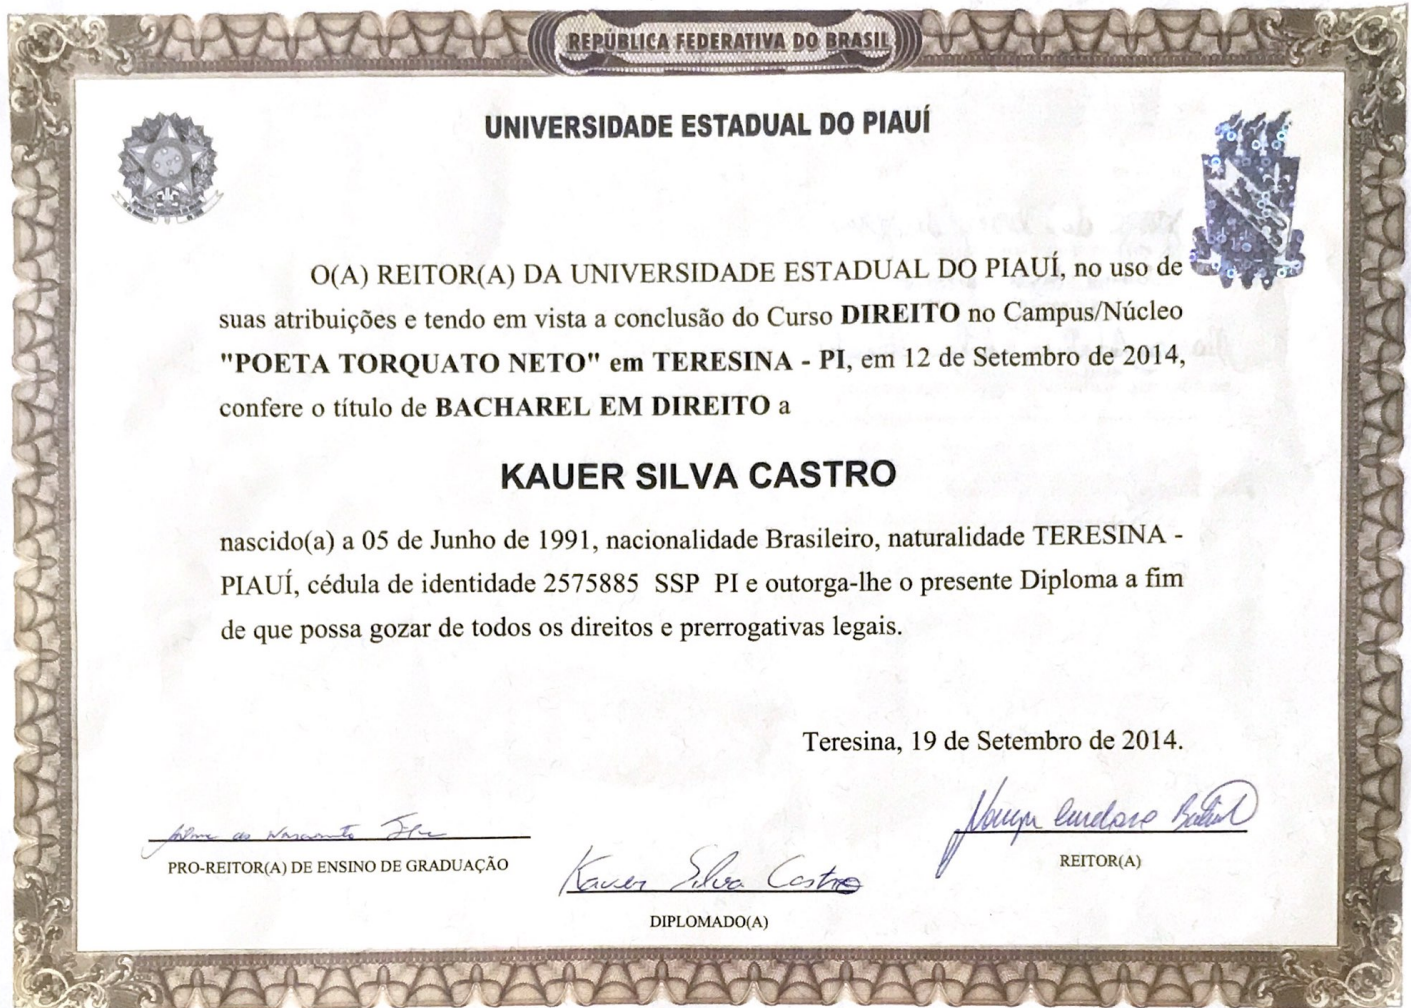 REPÚBLICA FEDERATIVA DO BRASIL
UNIVERSIDADE ESTADUAL DO PIAUÍ
O(A) REITOR(A) DA UNIVERSIDADE ESTADUAL DO PIAUÍ, no uso de
suas atribuições e tendo em vista a conclusão do Curso DIREITO no Campus/Núcleo
"POETA TORQUATO NETO" em TERESINA - PI, em 12 de Setembro de 2014,
confere o título de BACHAREL EM DIREITO a
KAUER SILVA CASTRO
nascido(a) a 05 de Junho de 1991, nacionalidade Brasileiro, naturalidade TERESINA -
PIAUÍ, cédula de identidade 2575885 SSP PI e outorga-lhe o presente Diploma a fim
de que possa gozar de todos os direitos e prerrogativas legais.
Teresina, 19 de Setembro de 2014.
PRO-REITOR(A) DE ENSINO DE GRADUAÇÃO
Kauer Silva Castro
DIPLOMADO(A)
REITOR(A)